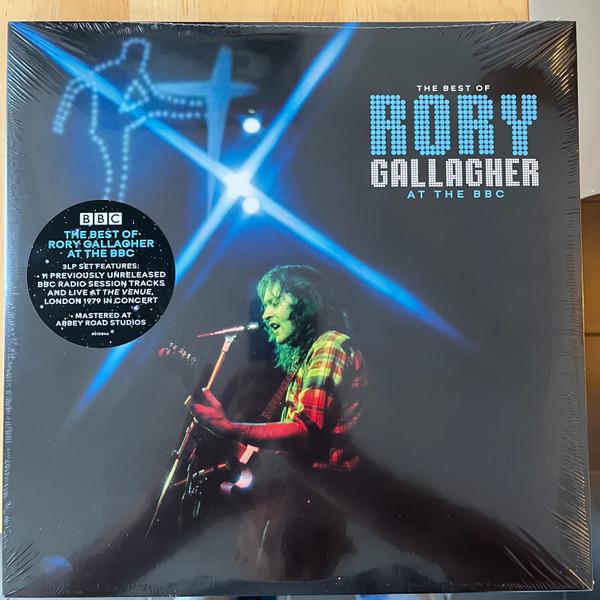 THE BEST OF
RORY
GALLAGHER
AT THE BBC
BBC
THE BEST OF
RORY GALLAGHER
AT THE BBC
3LP SET FEATURES:
• 11 PREVIOUSLY UNRELEASED
BBC RADIO SESSION TRACKS
AND LIVE AT THE VENUE,
LONDON 1979 IN CONCERT
• MASTERED AT
ABBEY ROAD STUDIOS